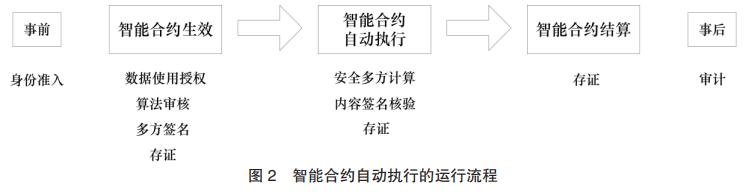 事前
智能合约生效
智能合约
自动执行
智能合约结算
事后
身份准入
数据使用授权
算法审核
多方签名
存证
安全多方计算
内容签名核验
存证
存证
审计
图 2 智能合约自动执行的运行流程